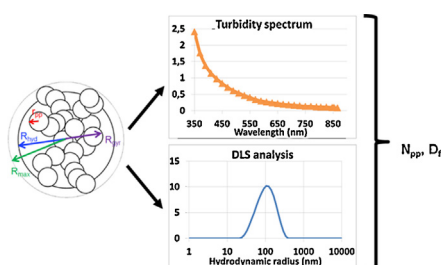 Turbidity spectrum
2,5
2
1,5
1
0,5
0
350 450 550 650 750 850
Wavelength (nm)
rpp
Rhyd
Rgyr
Rmax
Npp, Df
DLS analysis
15
10
5
0
1 10 100 1000 10000
Hydrodynamic radius (nm)